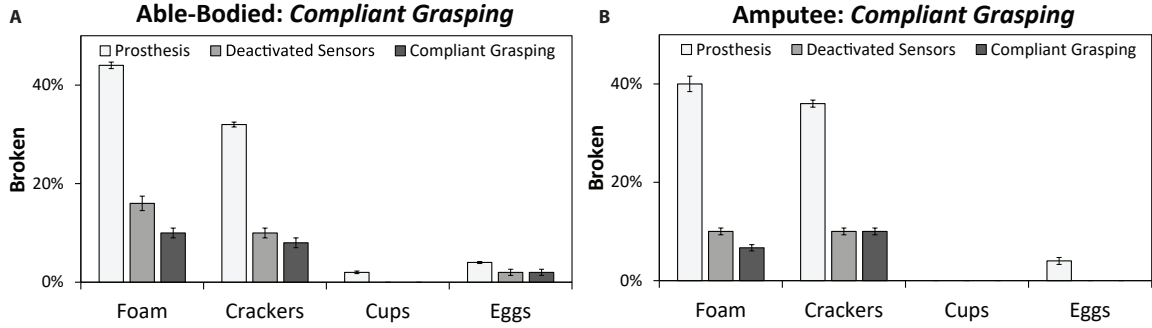 A
Able-Bodied: Compliant Grasping
Prosthesis Deactivated Sensors Compliant Grasping
Broken
40%
20%
0%
Foam Crackers Cups Eggs
B
Amputee: Compliant Grasping
Prosthesis Deactivated Sensors Compliant Grasping
Broken
40%
20%
0%
Foam Crackers Cups Eggs